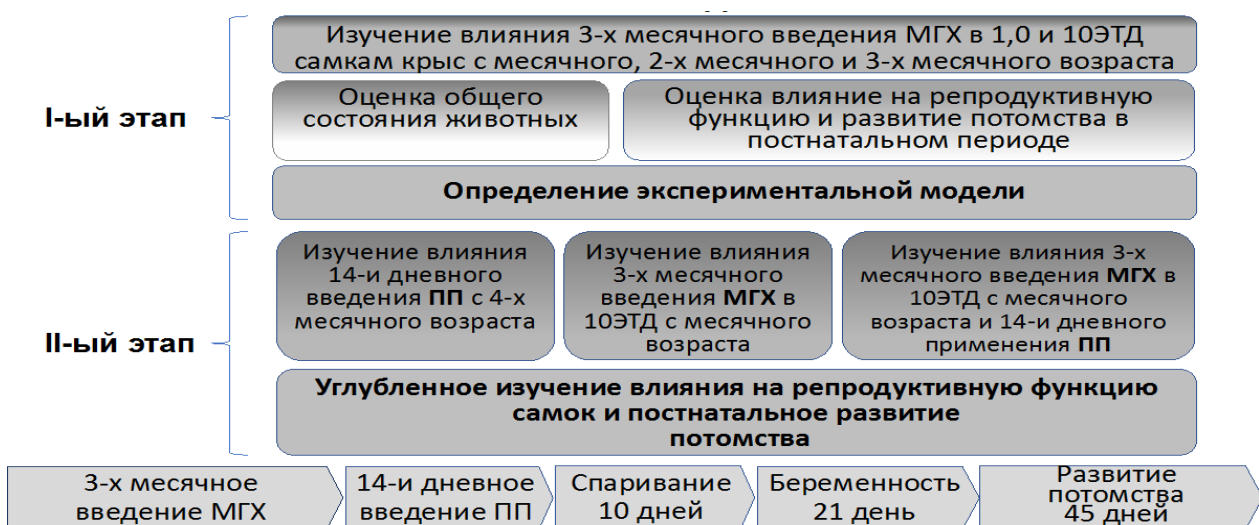 Изучение влияния 3-х месячного введения МГХ в 1,0 и 10ЭТД
самкам крыс с месячного, 2-х месячного и 3-х месячного возраста
I-ый этап
Оценка общего
состояния животных
Оценка влияние на репродуктивную
функцию и развитие потомства в
постнатальном периоде
Определение экспериментальной модели
II-ый этап
Изучение влияния
14-и дневного
введения ПП с 4-х
месячного возраста
Изучение влияния
3-х месячного
введения МГХ в
10ЭТД с месячного
возраста
Изучение влияния 3-х
месячного введения МГХ в
10ЭТД с месячного
возраста и 14-и дневного
применения ПП
Углубленное изучение влияния на репродуктивную функцию
самок и постнатальное развитие
потомства
3-х месячное
введение МГХ
14-и дневное
введение ПП
Спаривание
10 дней
Беременность
21 день
Развитие
потомства
45 дней